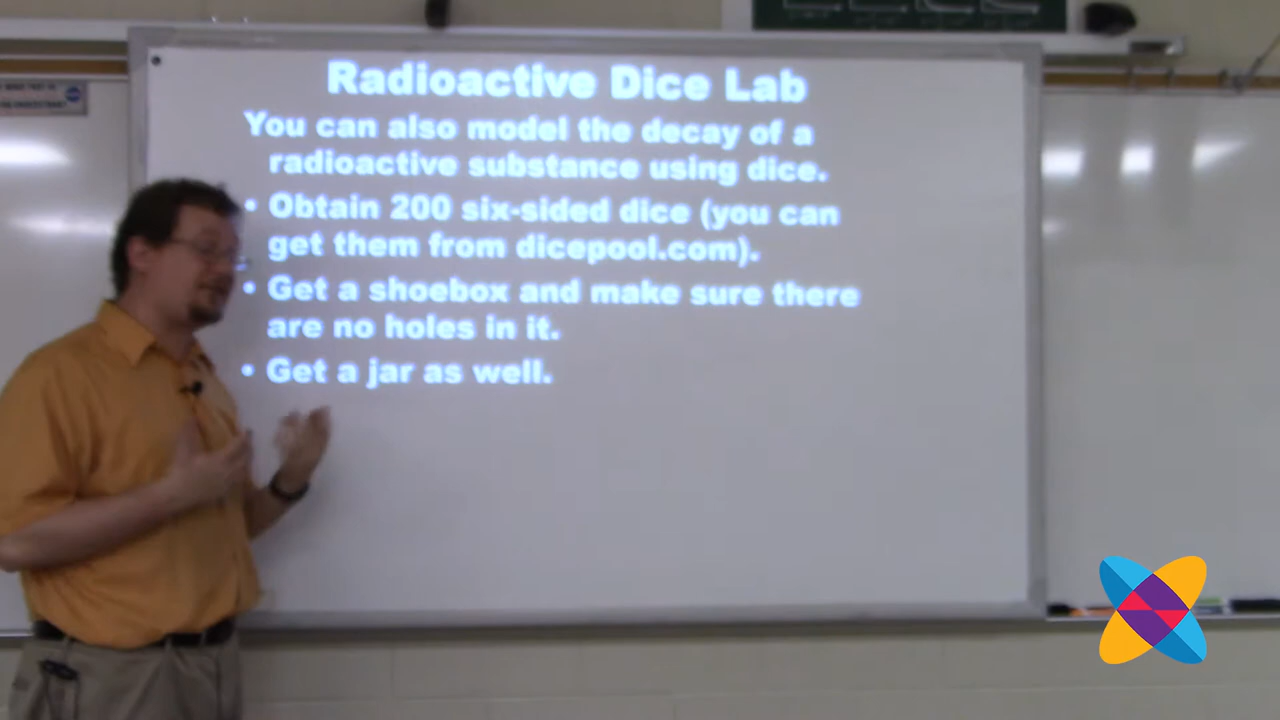 Radioactive Dice Lab
You can also model the decay of a
radioactive substance using dice.
• Obtain 200 six-sided dice (you can
get them from dicepool.com).
• Get a shoebox and make sure there
are no holes in it.
• Get a jar as well.